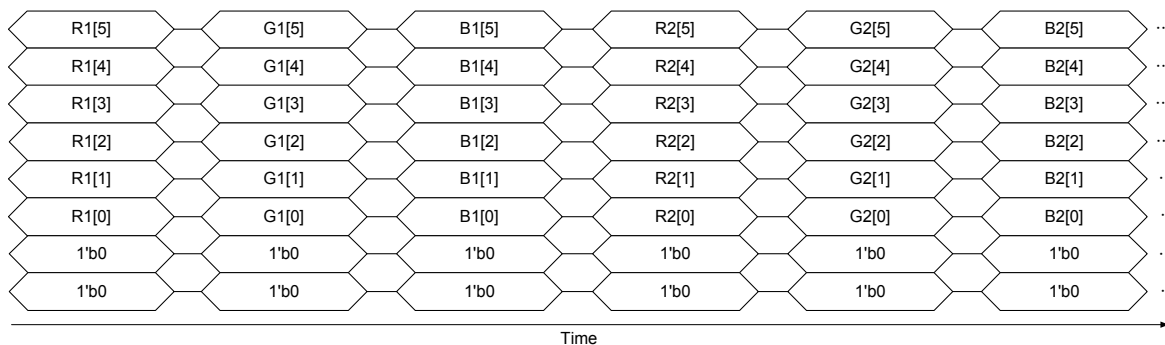 R1[5] G1[5] B1[5] R2[5] G2[5] B2[5] ...
R1[4] G1[4] B1[4] R2[4] G2[4] B2[4] ...
R1[3] G1[3] B1[3] R2[3] G2[3] B2[3] ...
R1[2] G1[2] B1[2] R2[2] G2[2] B2[2] ...
R1[1] G1[1] B1[1] R2[1] G2[1] B2[1] ...
R1[0] G1[0] B1[0] R2[0] G2[0] B2[0] ...
1'b0 1'b0 1'b0 1'b0 1'b0 1'b0 ...
1'b0 1'b0 1'b0 1'b0 1'b0 1'b0 ...
Time